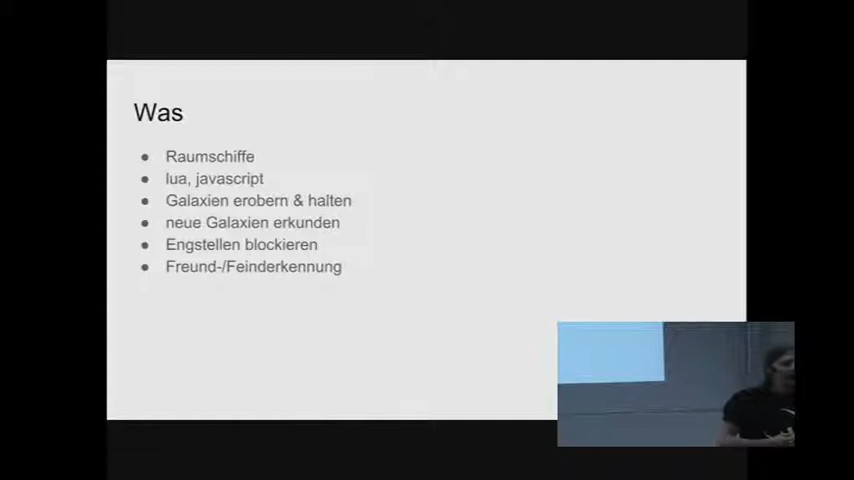 Was
Raumschiffe
lua, javascript
Galaxien erobern & halten
neue Galaxien erkunden
Engstellen blockieren
Freund-/Feinderkennung